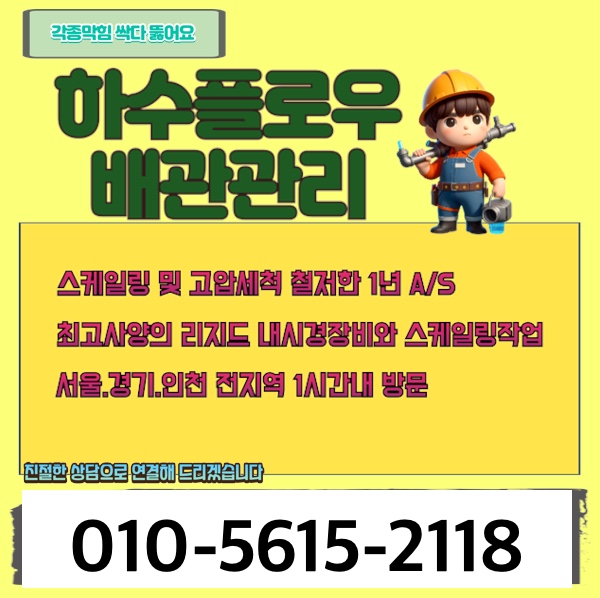 각종막힘 싹다 뚫어요
하수플로우
배관관리
스케일링 및 고압세척 철저한 1년 A/S
최고사양의 리지드 내시경장비와 스케일링작업
서울.경기.인천 전지역 1시간내 방문
친절한 상담으로 연결해 드리겠습니다
010-5615-2118